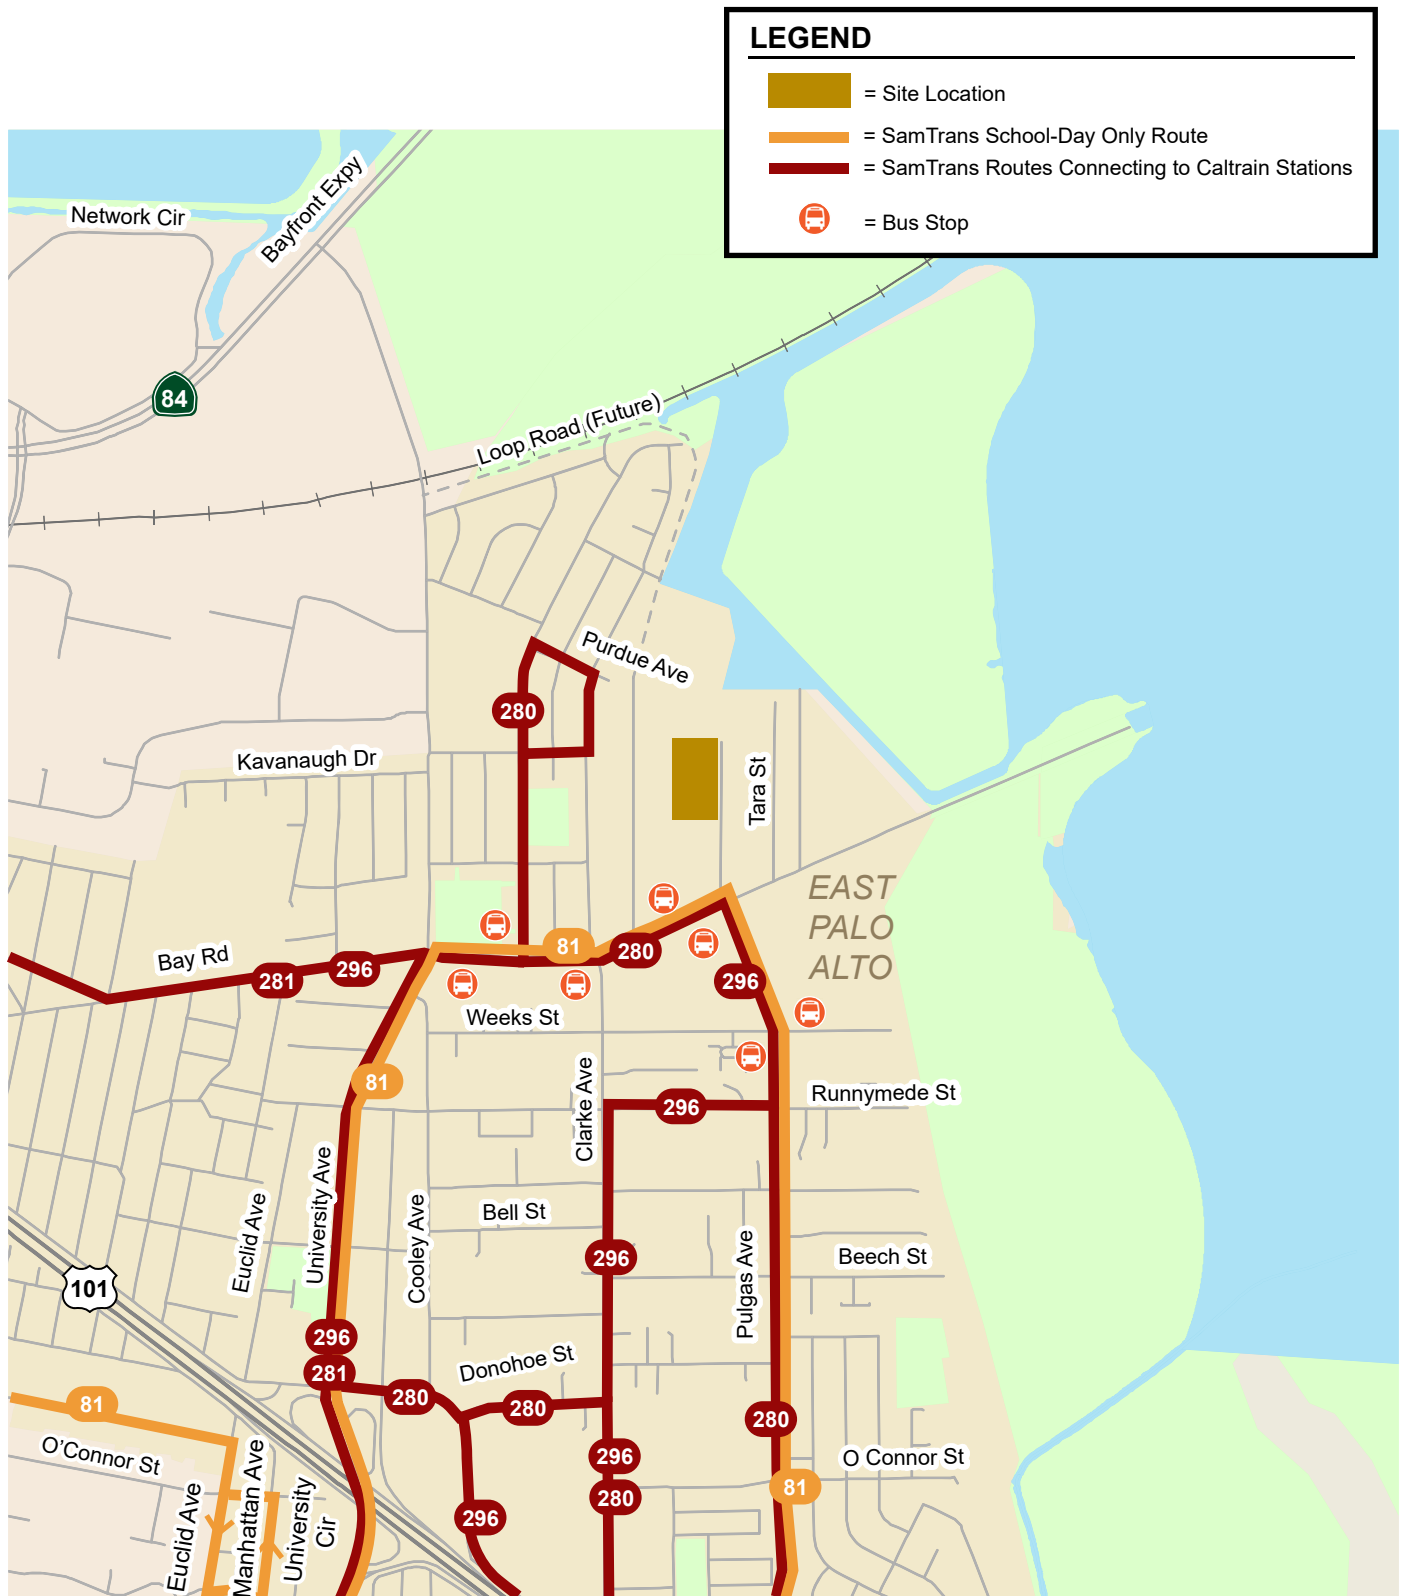 LEGEND
= Site Location
= SamTrans School-Day Only Route
= SamTrans Routes Connecting to Caltrain Stations
= Bus Stop
Network Cir
Bayfront Expy
84
Loop Road (Future)
Purdue Ave
280
Kavanaugh Dr
Tara St
EAST
PALO
ALTO
Bay Rd
281
296
81
280
296
Weeks St
81
Clarke Ave
296
Runnymede St
University Ave
Euclid Ave
Cooley Ave
Bell St
296
Pulgas Ave
Beech St
101
296
281
280
Donohoe St
280
280
81
O'Connor St
296
280
O Connor St
81
296
Euclid Ave
Manhattan Ave
University
Cir